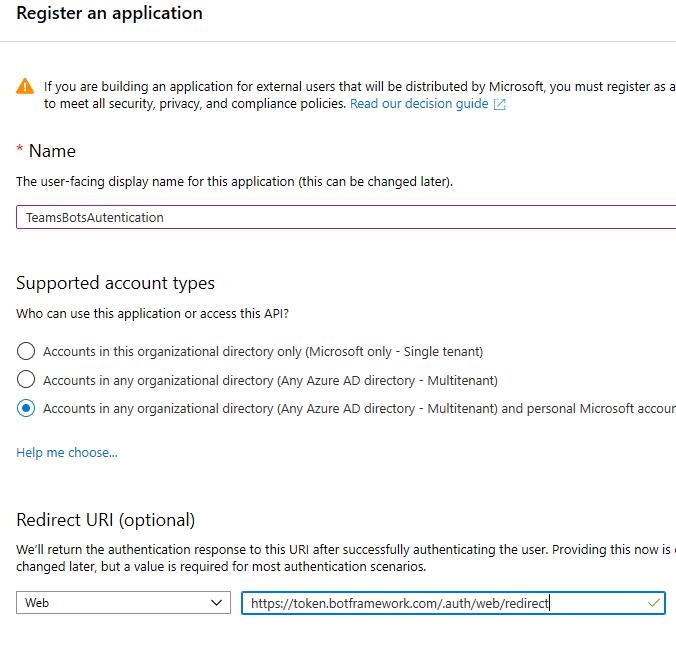 Register an application
If you are building an application for external users that will be distributed by Microsoft, you must register as a
to meet all security, privacy, and compliance policies. Read our decision guide
* Name
The user-facing display name for this application (this can be changed later).
TeamsBotsAutentication
Supported account types
Who can use this application or access this API?
Accounts in this organizational directory only (Microsoft only - Single tenant)
Accounts in any organizational directory (Any Azure AD directory - Multitenant)
Accounts in any organizational directory (Any Azure AD directory - Multitenant) and personal Microsoft accour
Help me choose...
Redirect URI (optional)
We'll return the authentication response to this URI after successfully authenticating the user. Providing this now is
changed later, but a value is required for most authentication scenarios.
Web
https://token.botframework.com/.auth/web/redirect